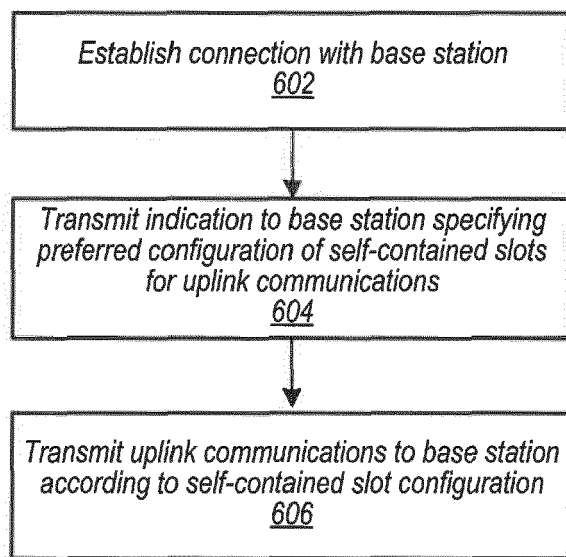 Establish connection with base station
602
Transmit indication to base station specifying
preferred configuration of self-contained slots
for uplink communications
604
Transmit uplink communications to base station
according to self-contained slot configuration
606